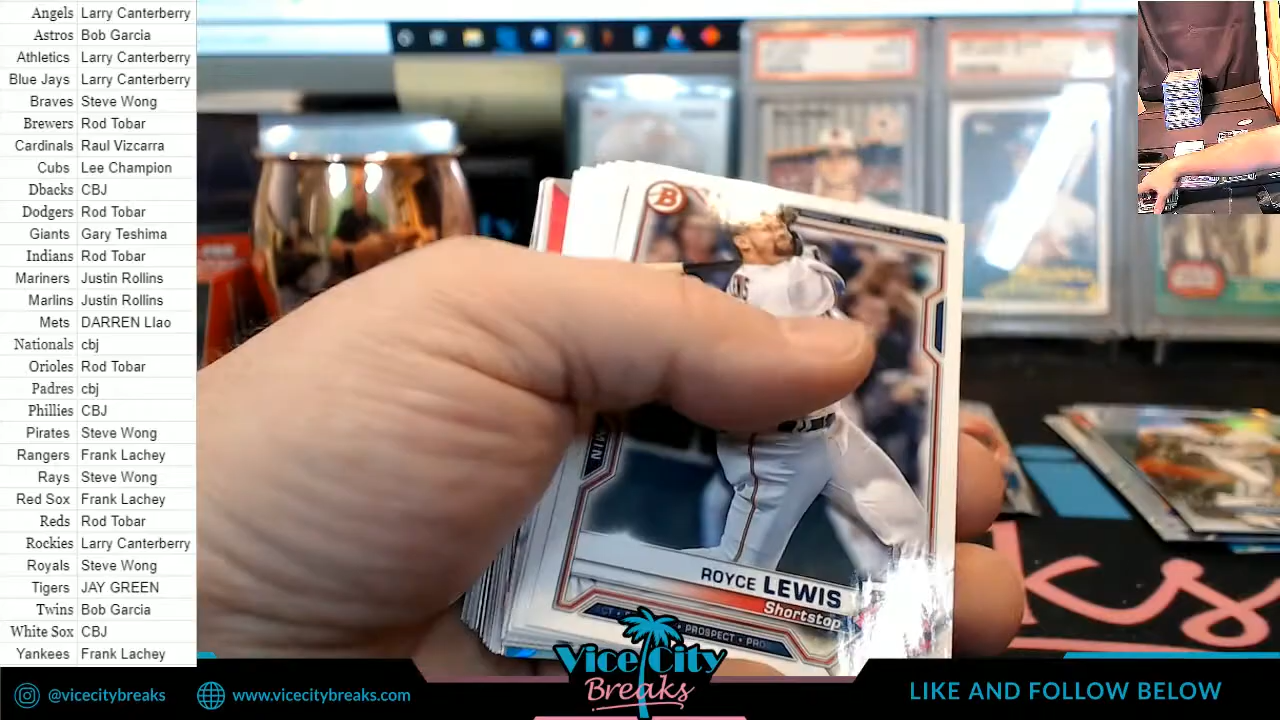 Angels Larry Canterberry
Astros Bob Garcia
Athletics Larry Canterberry
Blue Jays Larry Canterberry
Braves Steve Wong
Brewers Rod Tobar
Cardinals Raul Vizcarra
Cubs Lee Champion
Dbacks CBJ
Dodgers Rod Tobar
Giants Gary Teshima
Indians Rod Tobar
Mariners Justin Rollins
Marlins Justin Rollins
Mets DARREN LIao
Nationals cbj
Orioles Rod Tobar
Padres cbj
Phillies CBJ
Pirates Steve Wong
Rangers Frank Lachey
Rays Steve Wong
Red Sox Frank Lachey
Reds Rod Tobar
Rockies Larry Canterberry
Royals Steve Wong
Tigers JAY GREEN
Twins Bob Garcia
White Sox CBJ
Yankees Frank Lachey
B
MIN
ROYCE LEWIS
Shortstop
PROSPECT
Vice City
Breaks
@vicecitybreaks
www.vicecitybreaks.com
LIKE AND FOLLOW BELOW